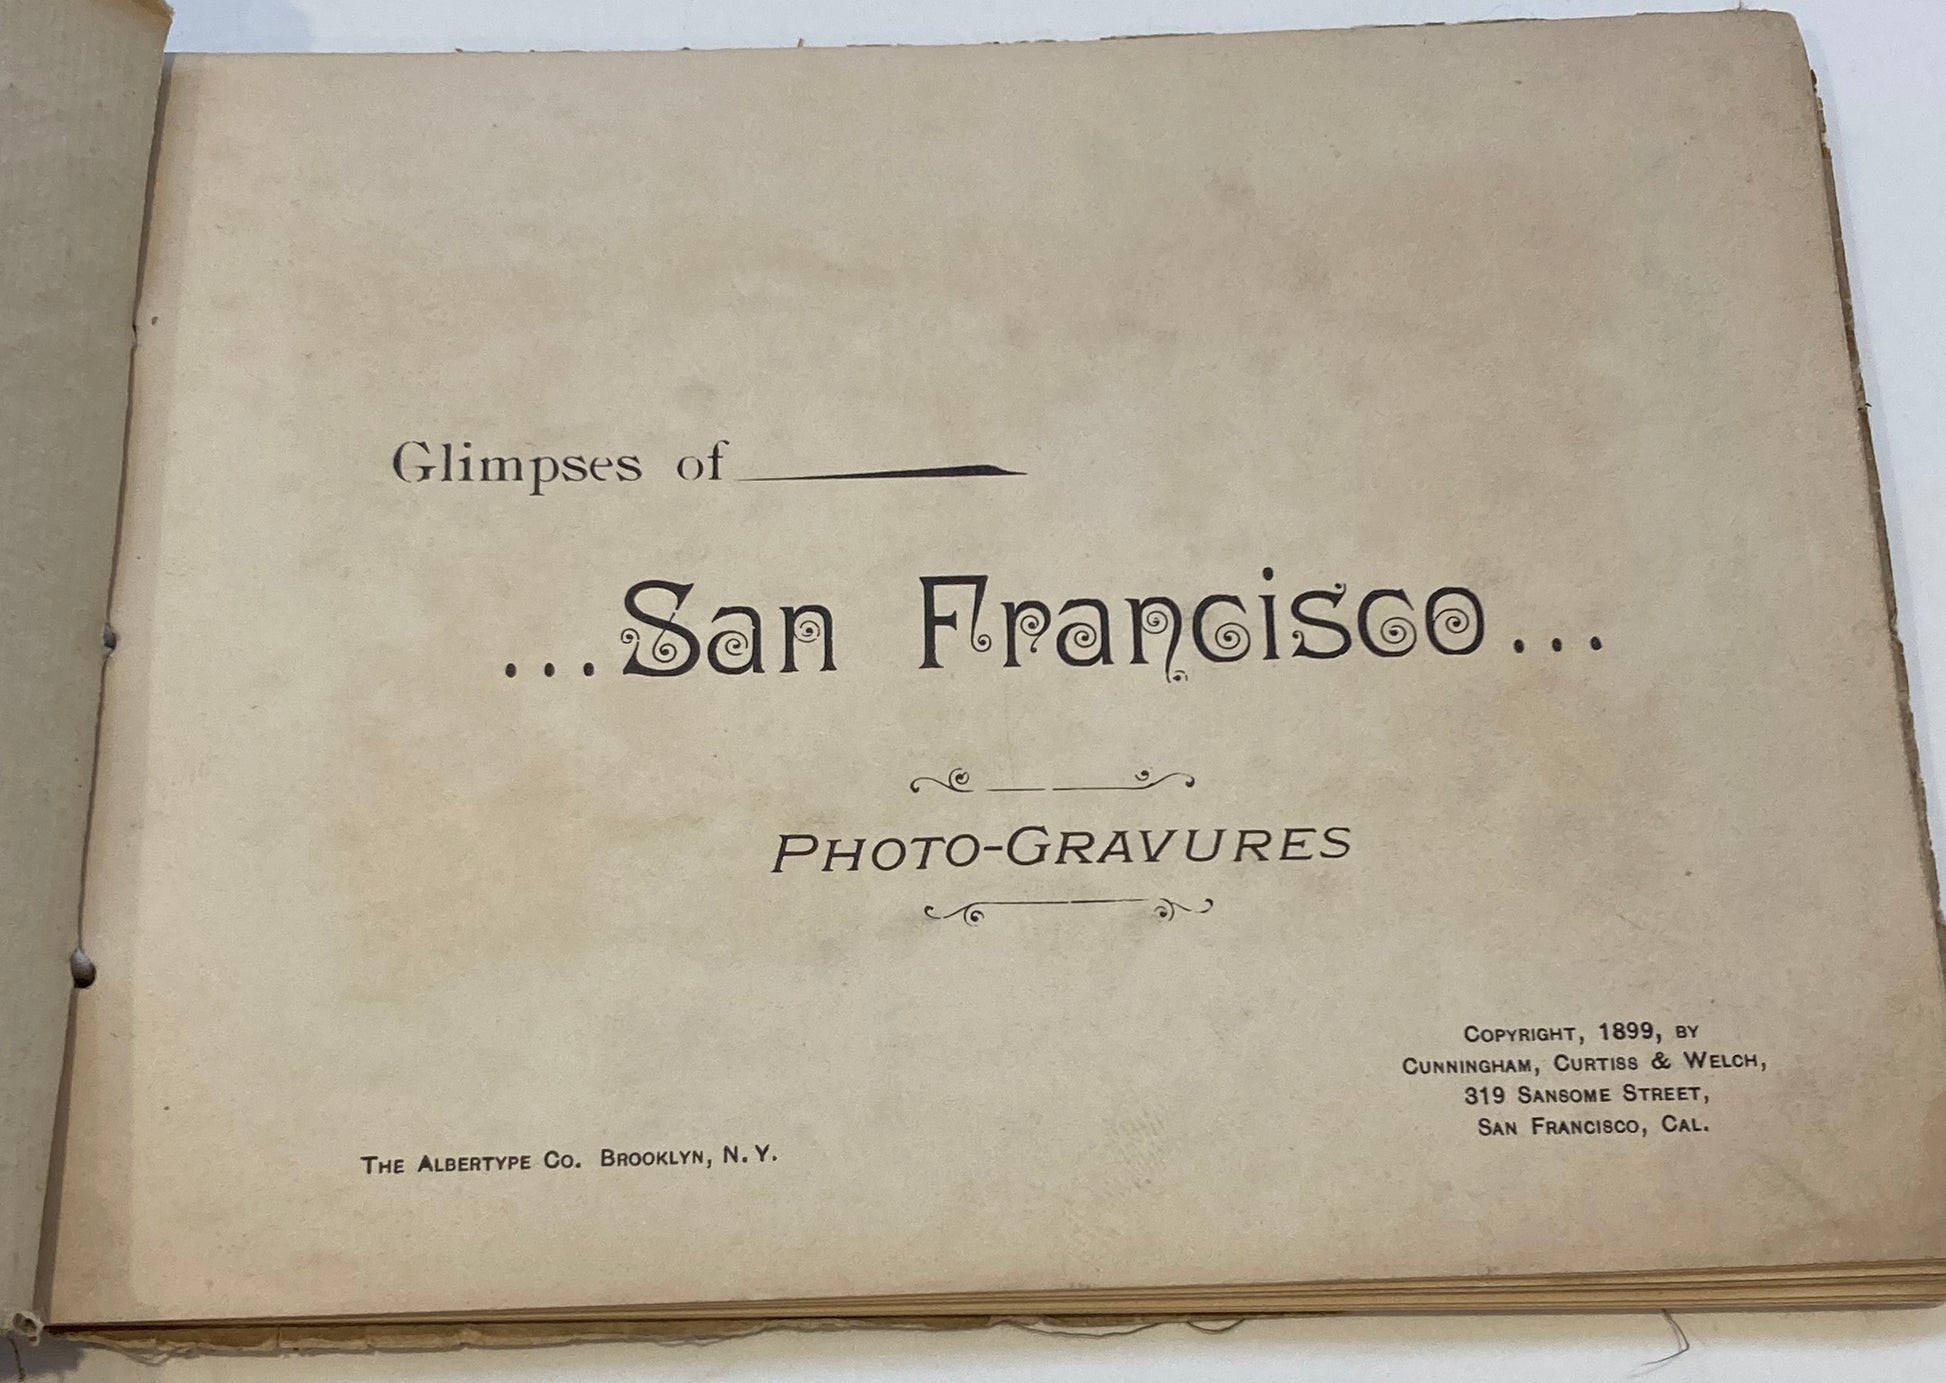 Glimpses of
...San Francisco...
PHOTO-GRAVURES
COPYRIGHT, 1899, BY
CUNNINGHAM, CURTISS & WELCH,
319 SANSOME STREET,
SAN FRANCISCO, CAL.
THE ALBERTYPE CO. BROOKLYN, N.Y.